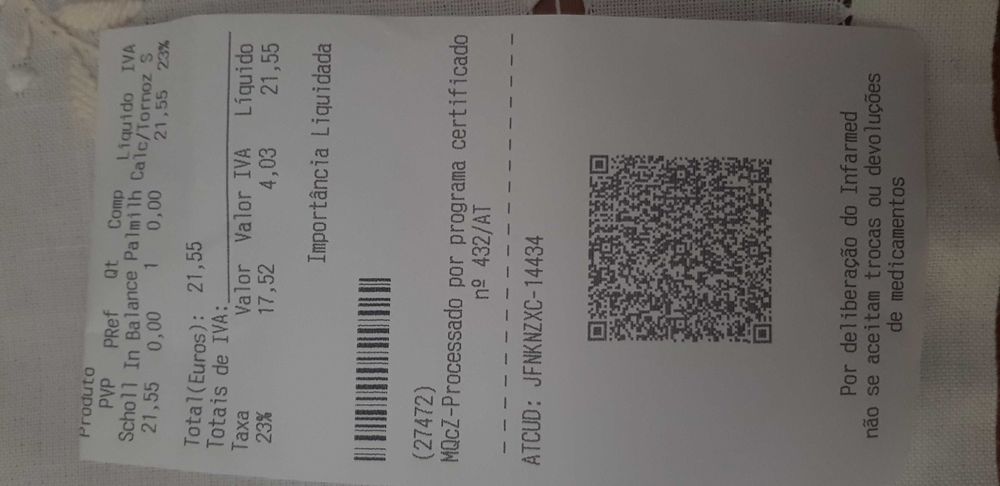 Produto
PVP PRef Qt Comp Líquido IVA
Scholl In Balance Palmilh Calc/Tornoz S
21,55 0,00 1 0,00 21,55 23%
Total(Euros): 21,55
Totais de IVA:
Taxa Valor Valor IVA Líquido
23% 17,52 4,03 21,55
Importância Liquidada
(27472)
MQcZ-Processado por programa certificado
nº 432/AT
ATCUD: JFNKNZXC-14434
Por deliberação do Infarmed
não se aceitam trocas ou devoluções
de medicamentos